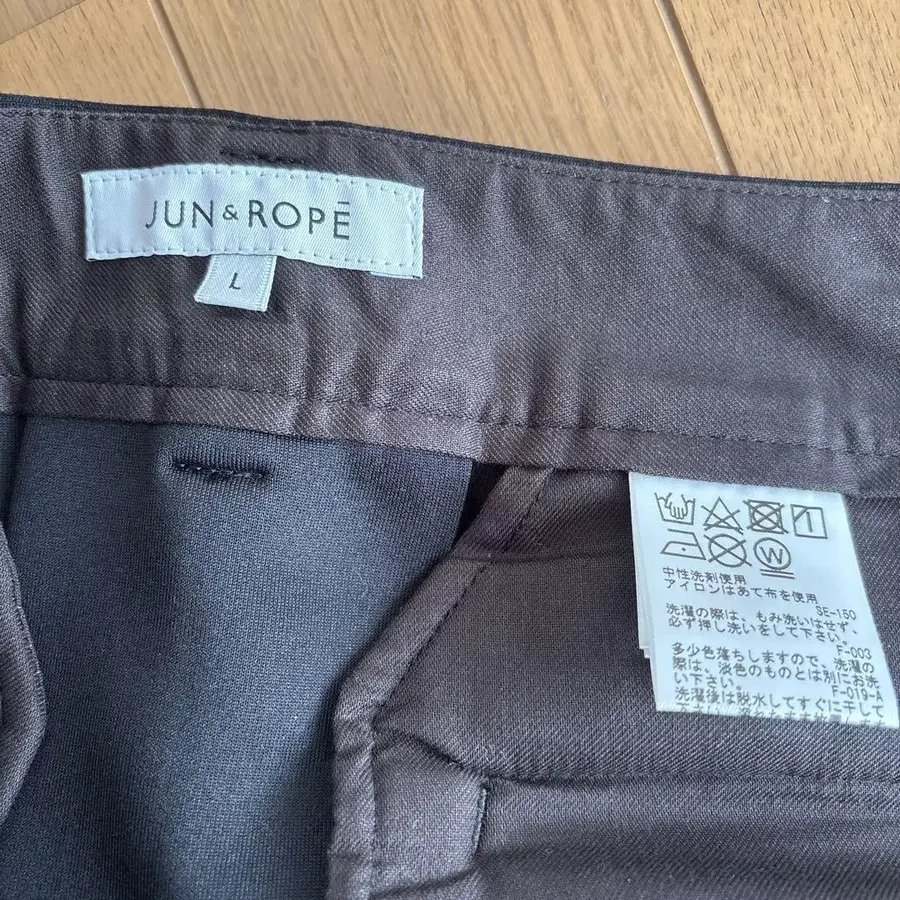 JUN & ROPĒ
L
W
中性洗剤使用
アイロンはあて布を使用
SE-150
洗濯の際は、もみ洗いはせず、
必ず押し洗いをして下さい。
F-003
多少色落ちしますので、洗濯の
際は、淡色のものとは別にお洗
い下さい。
F-019-A
洗濯後は脱水してすぐに干して